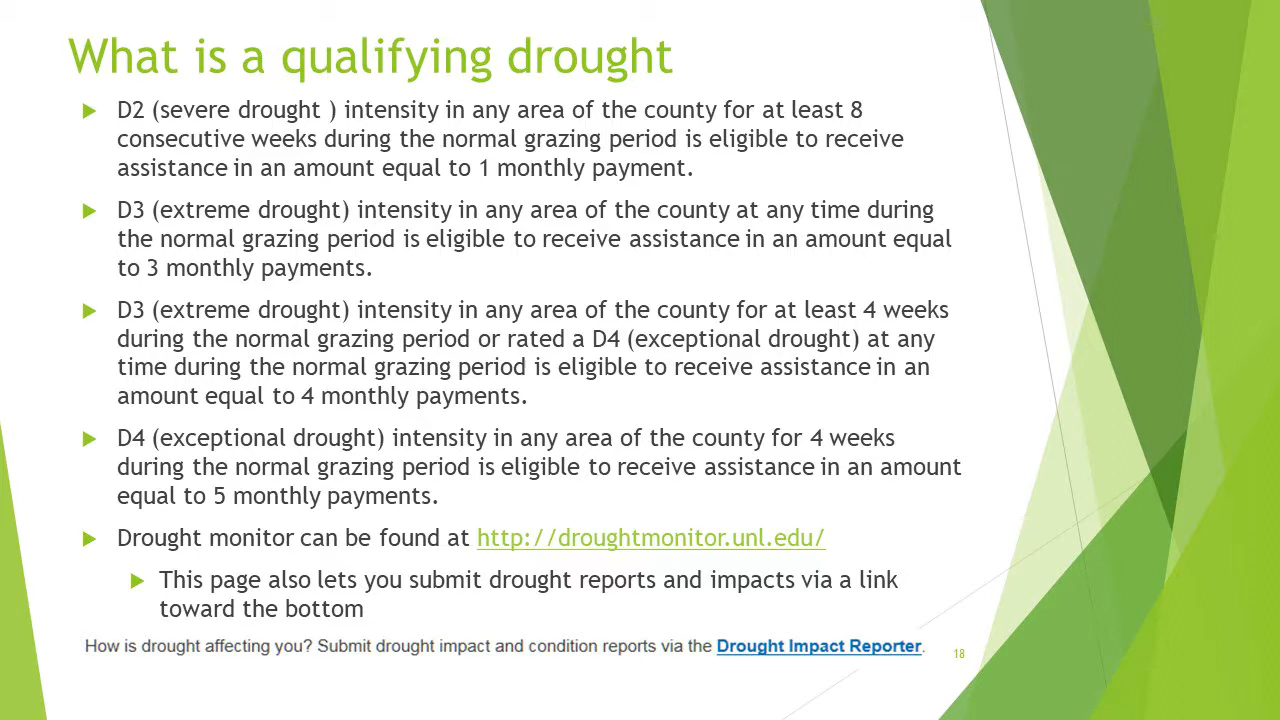 What is a qualifying drought
D2 (severe drought ) intensity in any area of the county for at least 8
consecutive weeks during the normal grazing period is eligible to receive
assistance in an amount equal to 1 monthly payment.
D3 (extreme drought) intensity in any area of the county at any time during
the normal grazing period is eligible to receive assistance in an amount equal
to 3 monthly payments.
D3 (extreme drought) intensity in any area of the county for at least 4 weeks
during the normal grazing period or rated a D4 (exceptional drought) at any
time during the normal grazing period is eligible to receive assistance in an
amount equal to 4 monthly payments.
D4 (exceptional drought) intensity in any area of the county for 4 weeks
during the normal grazing period is eligible to receive assistance in an amount
equal to 5 monthly payments.
Drought monitor can be found at http://droughtmonitor.unl.edu/
This page also lets you submit drought reports and impacts via a link
toward the bottom
How is drought affecting you? Submit drought impact and condition reports via the Drought Impact Reporter.
18